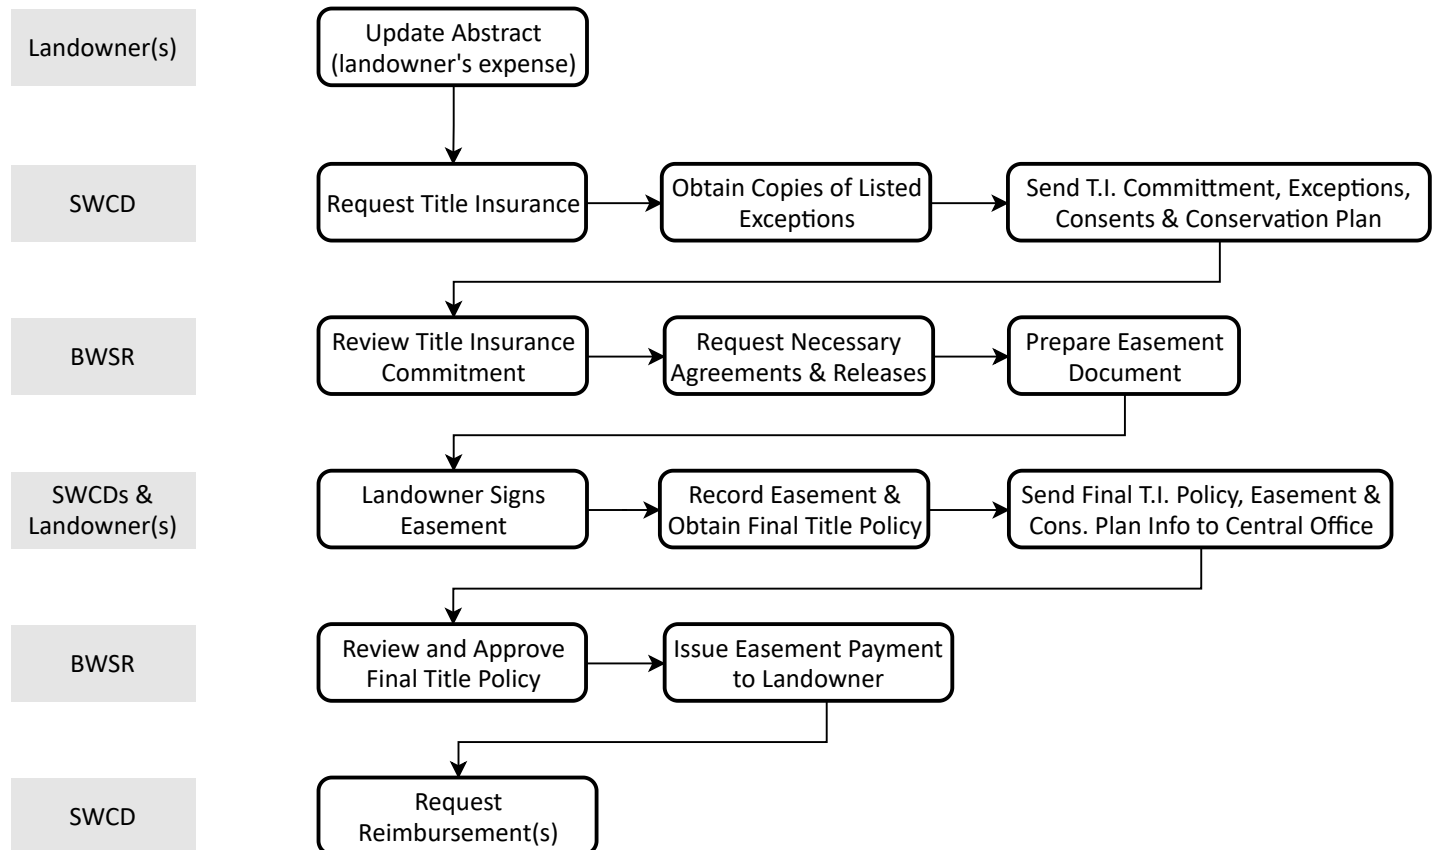 Landowner(s)
Update Abstract
(landowner's expense)
SWCD
Request Title Insurance
Obtain Copies of Listed
Exceptions
Send T.I. Committment, Exceptions,
Consents & Conservation Plan
BWSR
Review Title Insurance
Commitment
Request Necessary
Agreements & Releases
Prepare Easement
Document
SWCDs &
Landowner(s)
Landowner Signs
Easement
Record Easement &
Obtain Final Title Policy
Send Final T.I. Policy, Easement &
Cons. Plan Info to Central Office
BWSR
Review and Approve
Final Title Policy
Issue Easement Payment
to Landowner
SWCD
Request
Reimbursement(s)